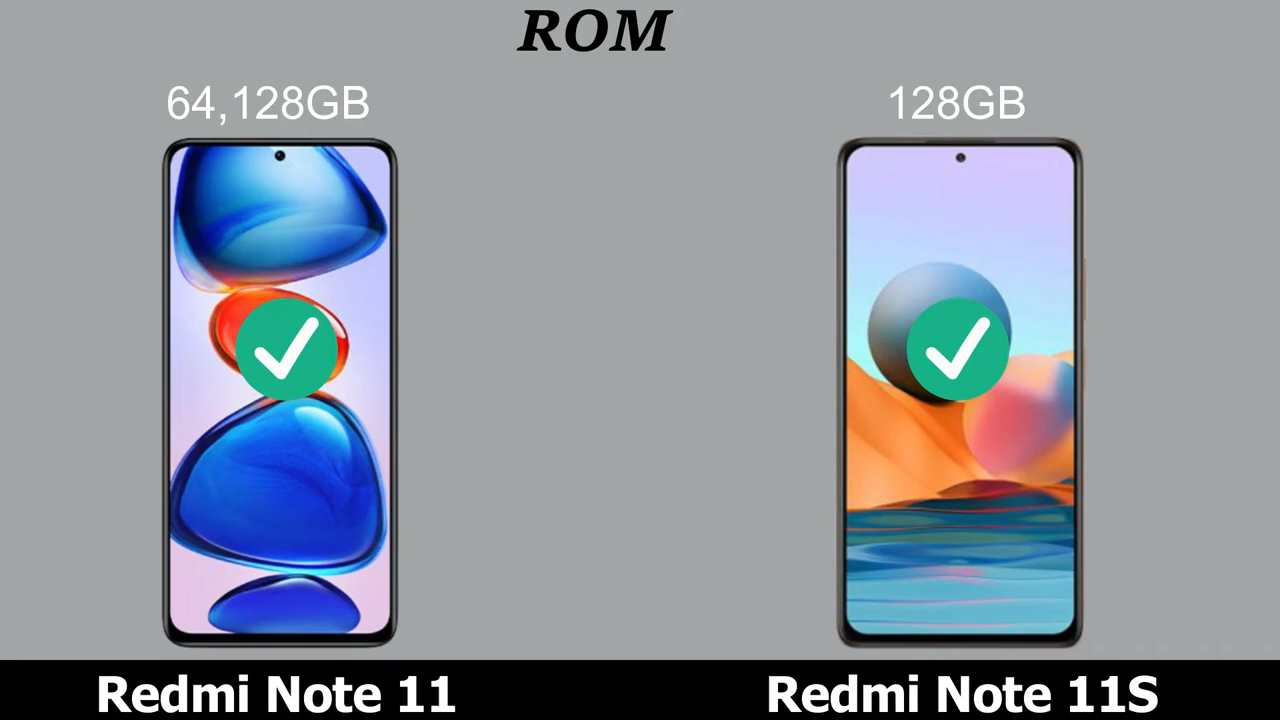 ROM
64,128GB
128GB
Redmi Note 11
Redmi Note 11S